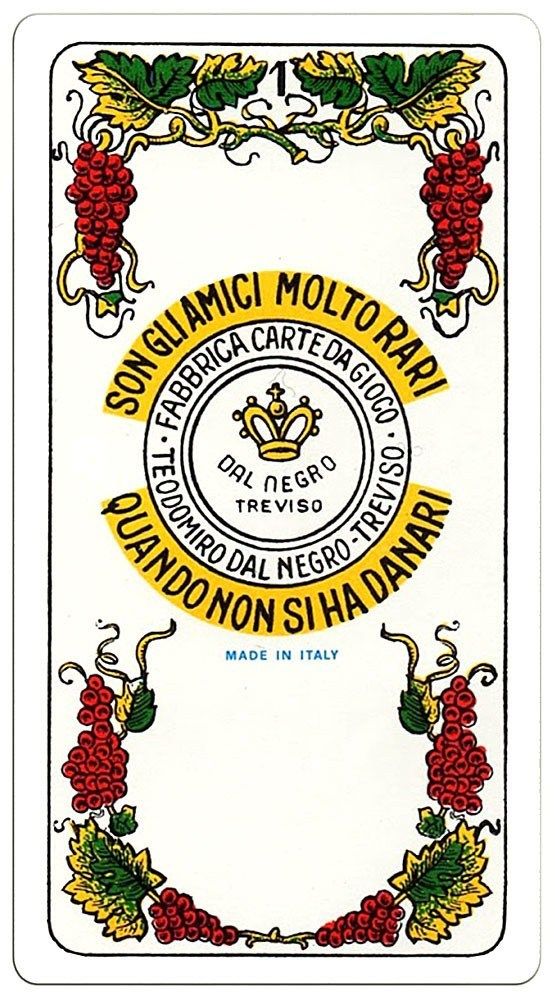 1
SON GLI AMICI MOLTO RARI
· FABBRICA CARTE DA GIOCO ·
TEODOMIRO DAL NEGRO - TREVISO
DAL NEGRO
TREVISO
QUANDO NON SI HA DANARI
MADE IN ITALY